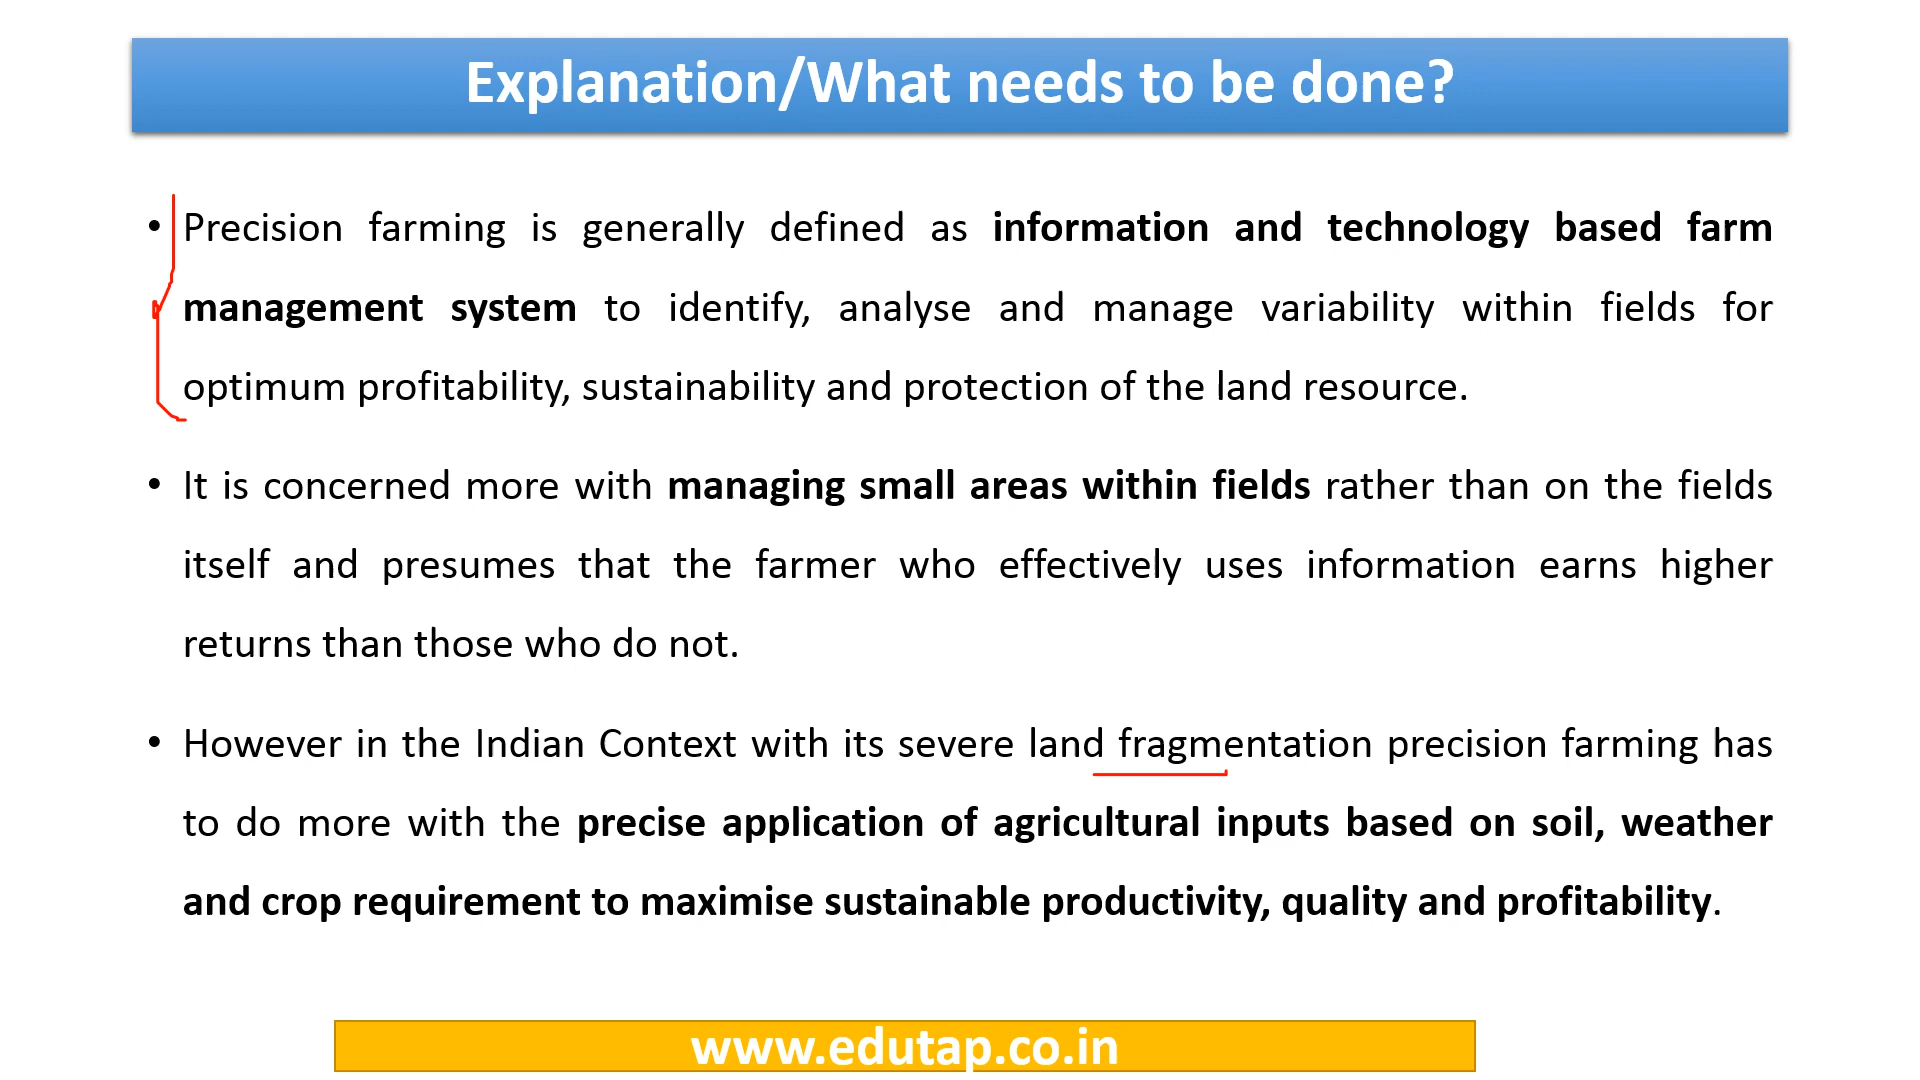 Explanation/What needs to be done?
• Precision farming is generally defined as information and technology based farm
management system to identify, analyse and manage variability within fields for
optimum profitability, sustainability and protection of the land resource.
• It is concerned more with managing small areas within fields rather than on the fields
itself and presumes that the farmer who effectively uses information earns higher
returns than those who do not.
• However in the Indian Context with its severe land fragmentation precision farming has
to do more with the precise application of agricultural inputs based on soil, weather
and crop requirement to maximise sustainable productivity, quality and profitability.
www.edutap.co.in